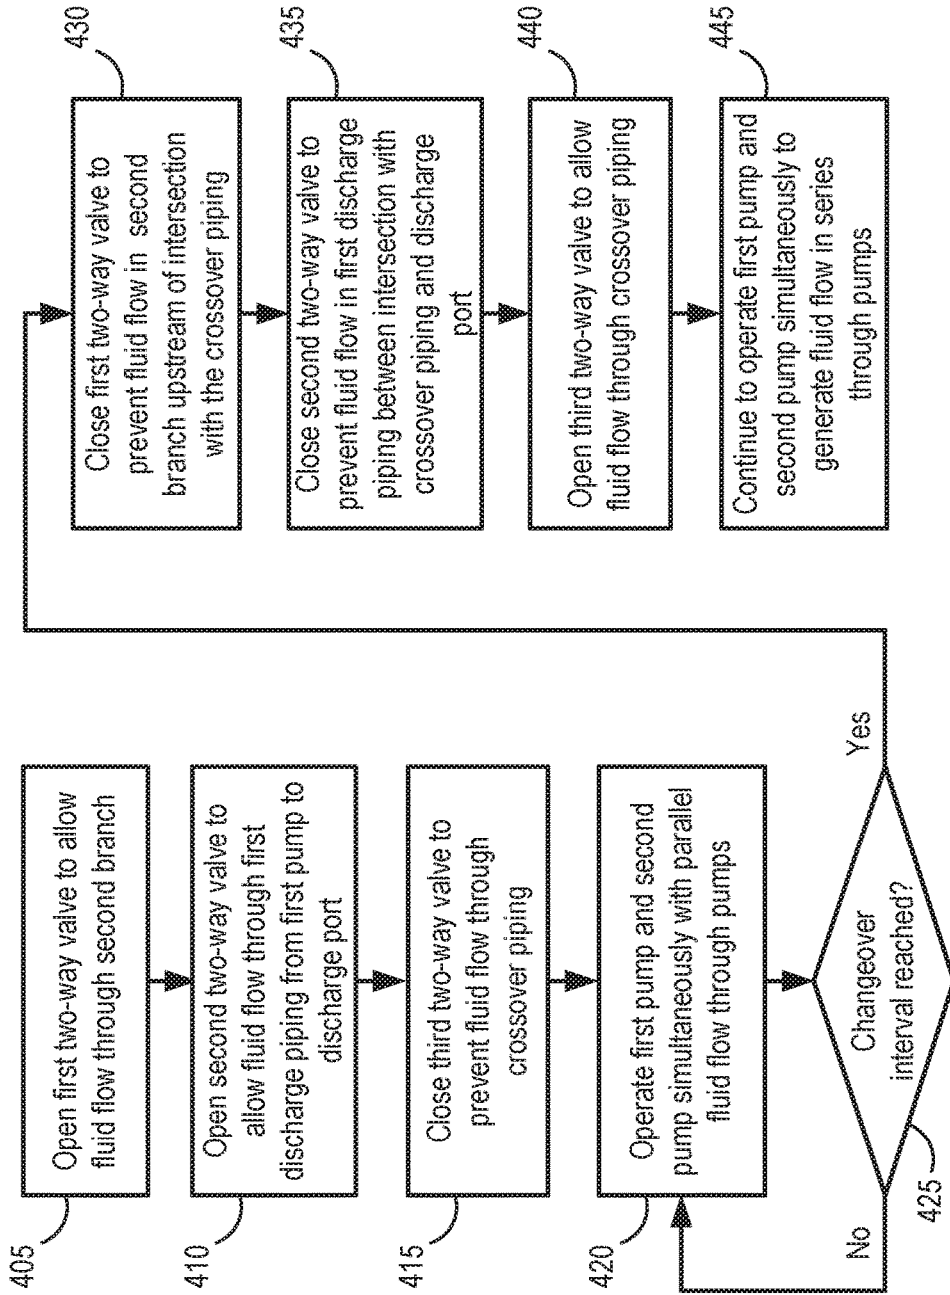 405
Open first two-way valve to allow
fluid flow through second branch
410
Open second two-way valve to
allow fluid flow through first
discharge piping from first pump to
discharge port
415
Close third two-way valve to
prevent fluid flow through
crossover piping
420
Operate first pump and second
pump simultaneously with parallel
fluid flow through pumps
425
Changeover
interval reached?
No
Yes
430
Close first two-way valve to
prevent fluid flow in second
branch upstream of intersection
with the crossover piping
435
Close second two-way valve to
prevent fluid flow in first discharge
piping between intersection with
crossover piping and discharge
port
440
Open third two-way valve to allow
fluid flow through crossover piping
445
Continue to operate first pump and
second pump simultaneously to
generate fluid flow in series
through pumps